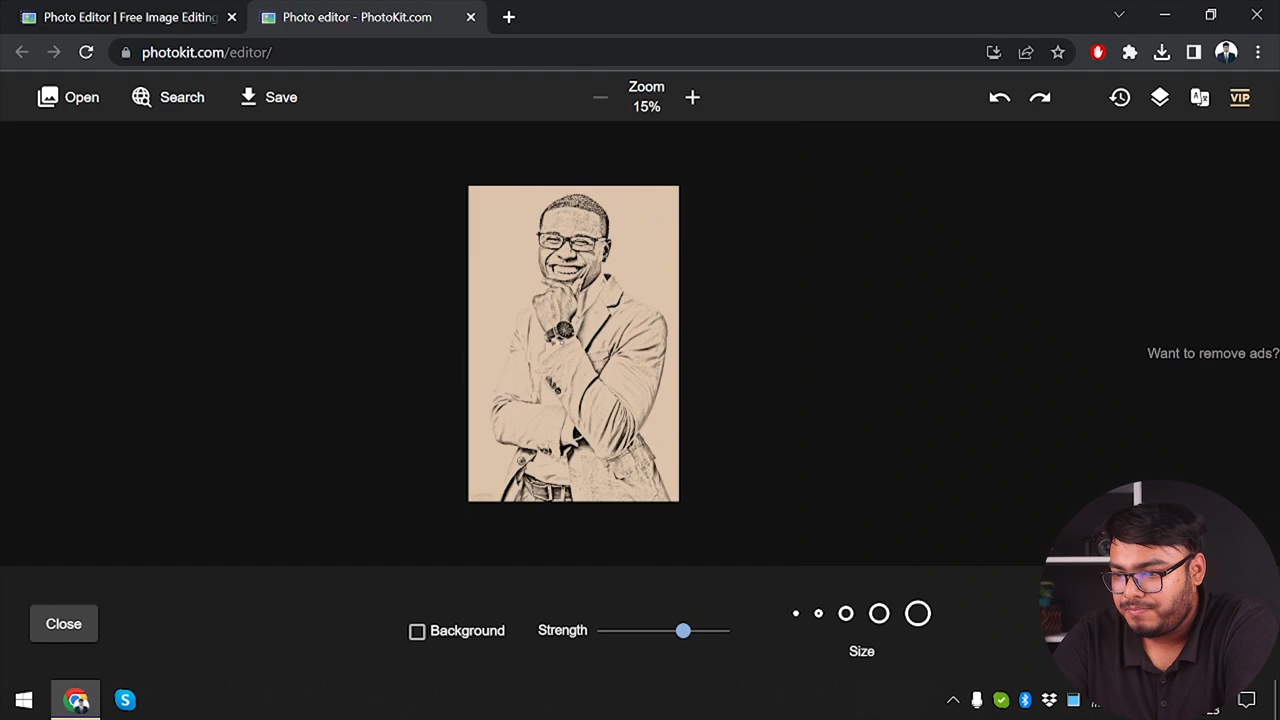 Photo Editor | Free Image Editing
Photo editor - PhotoKit.com
photokit.com/editor/
Open
Search
Save
Zoom
15%
VIP
Want to remove ads?
Close
Background
Strength
Size